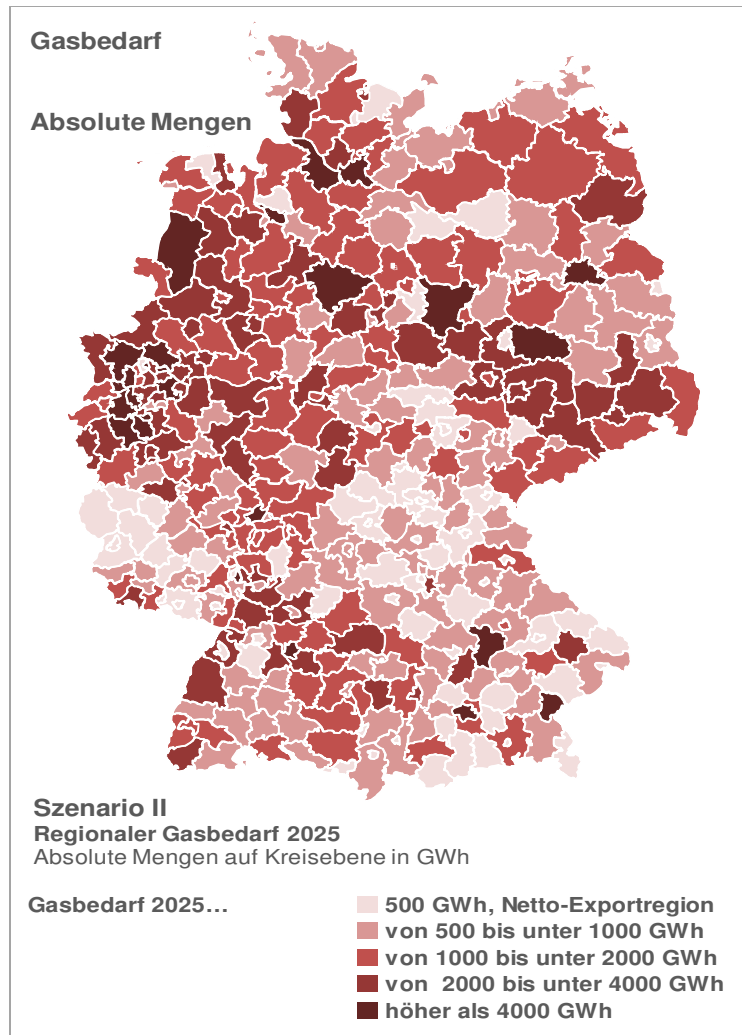 Gasbedarf
Absolute Mengen
Szenario II
Regionaler Gasbedarf 2025
Absolute Mengen auf Kreisebene in GWh
Gasbedarf 2025...
500 GWh, Netto-Exportregion
von 500 bis unter 1000 GWh
von 1000 bis unter 2000 GWh
von 2000 bis unter 4000 GWh
höher als 4000 GWh